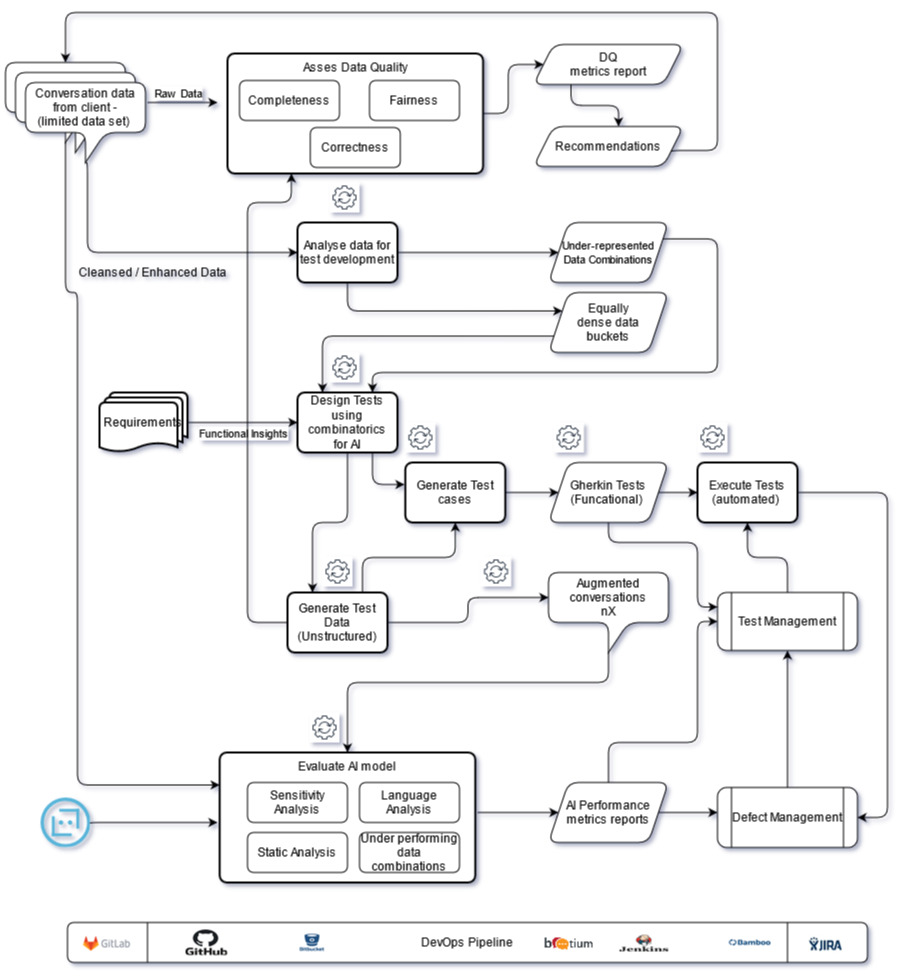 Conversation data
from client -
(limited data set)
Raw Data
Asses Data Quality
Completeness
Fairness
Correctness
DQ
metrics report
Recommendations
Analyse data for
test development
Under-represented
Data Combinations
Cleansed / Enhanced Data
Equally
dense data
buckets
Requirements
Functional Insights
Design Tests
using
combinatorics
for AI
Generate Test
cases
Gherkin Tests
(Funcational)
Execute Tests
(automated)
Generate Test
Data
(Unstructured)
Augmented
conversations
nX
Test Management
Evaluate AI model
Sensitivity
Analysis
Language
Analysis
Static Analysis
Under performing
data
combinations
AI Performance
metrics reports
Defect Management
GitLab
GitHub
Bitbucket
DevOps Pipeline
Jenkins
Bamboo
JIRA